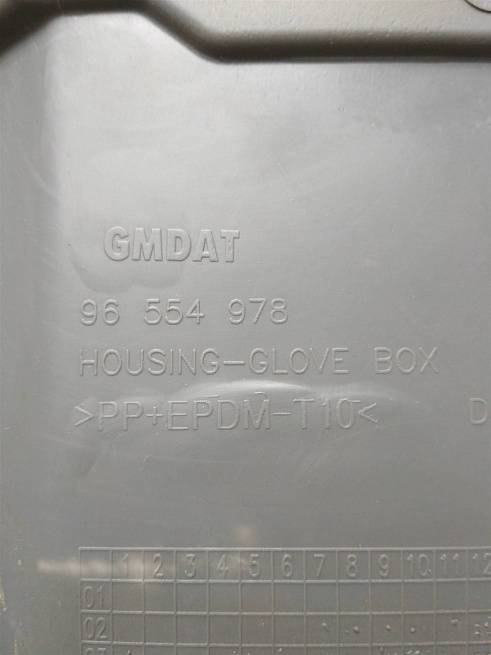 GMDAT
96 554 978
HOUSING-GLOVE BOX
>PP+EPDM-T10< D
1 2 3 4 5 6 7 8 9 10 11 12
01
02
03